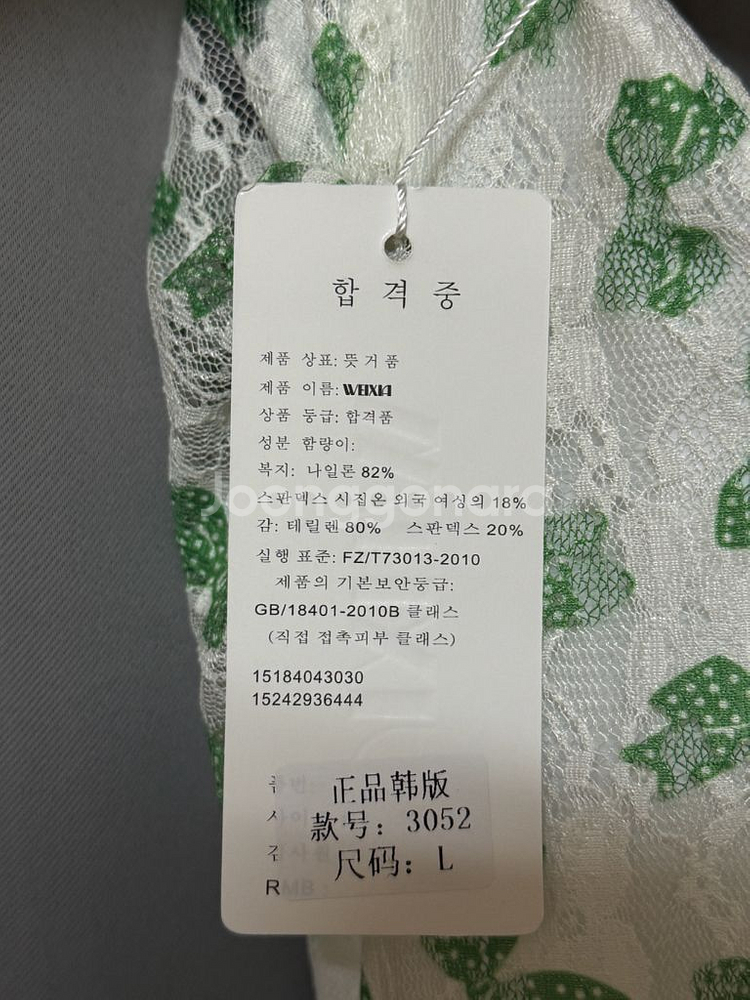 합격중
제품 상표: 뜻거품
제품 이름: WEIXIA
상품 등급: 합격품
성분 함량이:
복지: 나일론 82%
스판덱스 시집온 외국 여성의 18%
감: 테릴렌 80% 스판덱스 20%
실행 표준: FZ/T73013-2010
제품의 기본보안등급:
GB/18401-2010B 클래스
(직접 접촉피부 클래스)
15184043030
15242936444
正品韩版
款号: 3052
尺码: L
RMB:
Joonggonara